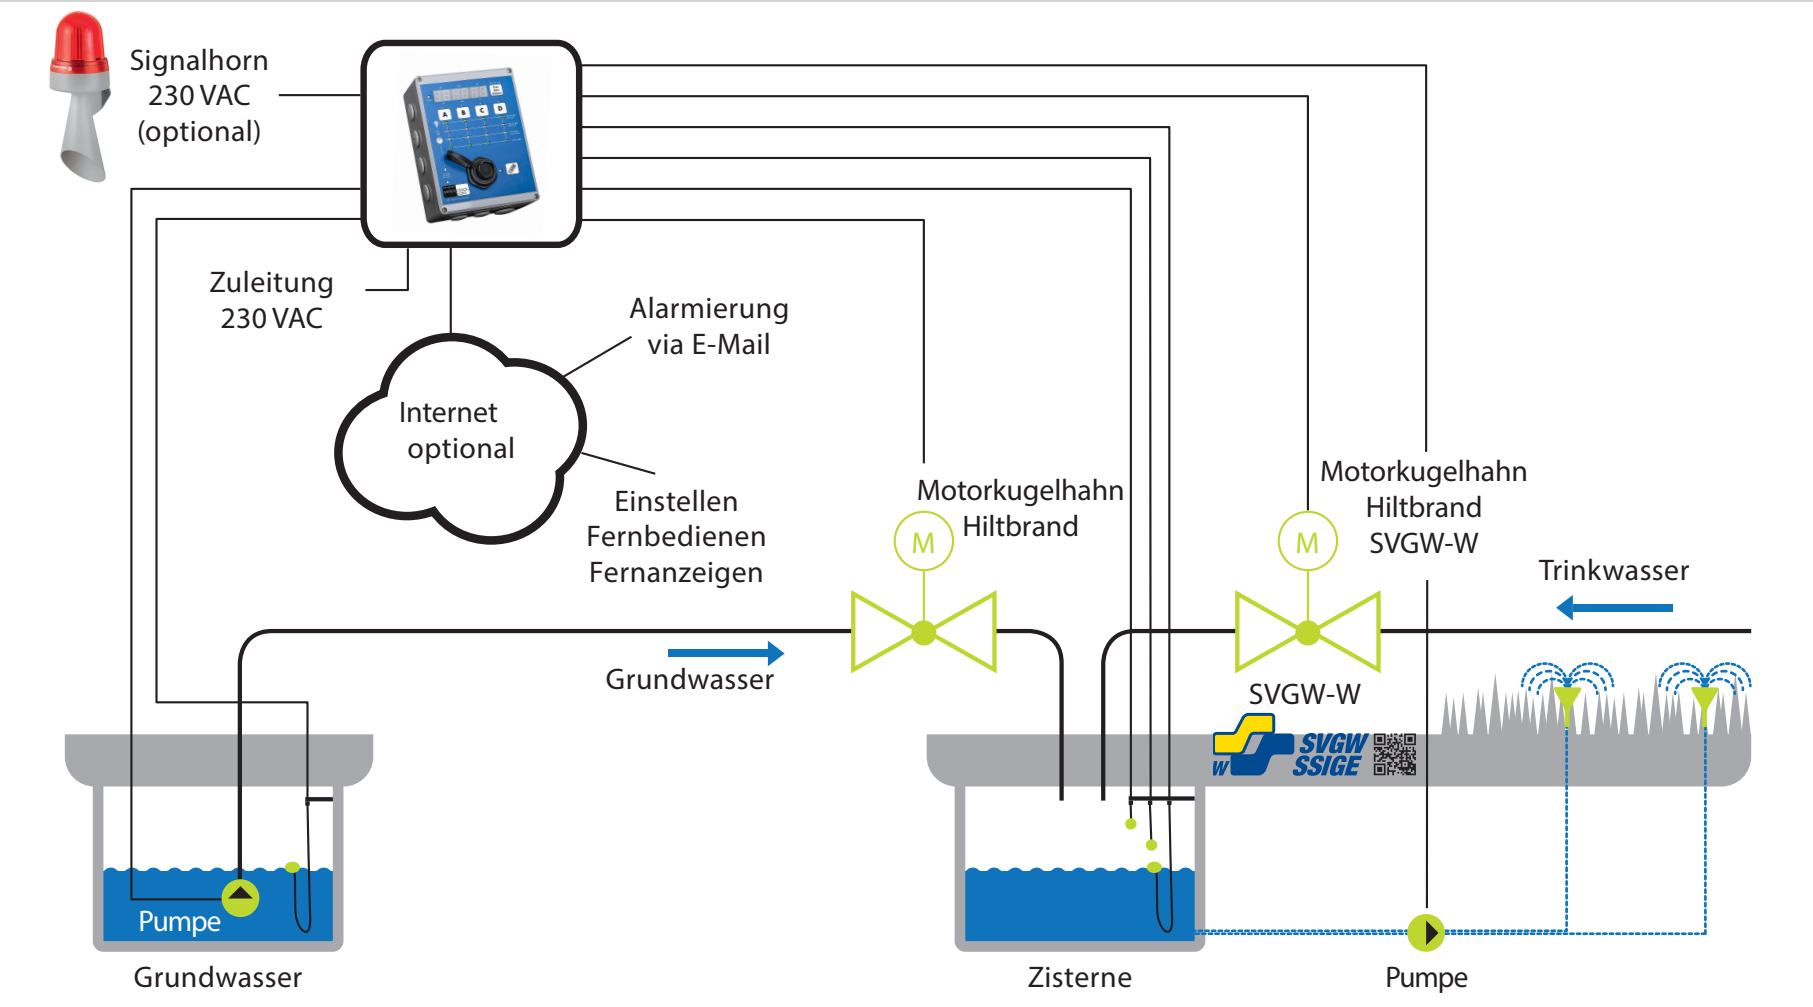 Signalhorn
230 VAC
(optional)
A B C D
Zuleitung
230 VAC
Alarmierung
via E-Mail
Internet
optional
Einstellen
Fernbedienen
Fernanzeigen
Motorkugelhahn
Hiltbrand
M
Motorkugelhahn
Hiltbrand
SVGW-W
M
Trinkwasser
Grundwasser
SVGW-W
W
SVGW
SSIGE
Pumpe
Grundwasser
Zisterne
Pumpe